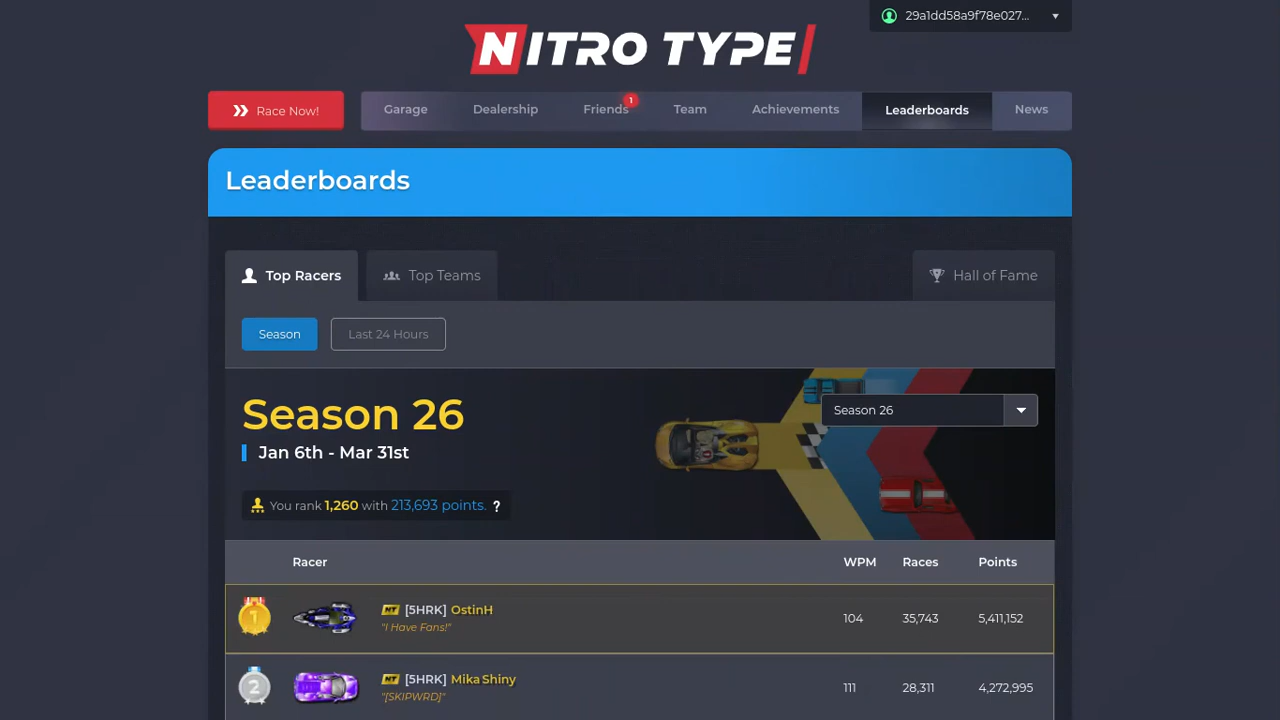 29a1dd58a9f78e027...
NITRO TYPE
Race Now!
Garage
Dealership
Friends
1
Team
Achievements
Leaderboards
News
Leaderboards
Top Racers
Top Teams
Hall of Fame
Season
Last 24 Hours
Season 26
Season 26
Jan 6th - Mar 31st
You rank 1,260 with 213,693 points. ?
Racer WPM Races Points
1 NT [5HRK] OstinH 104 35,743 5,411,152
"I Have Fans!"
2 NT [5HRK] Mika Shiny 111 28,311 4,272,995
"[SKIPWRD]"